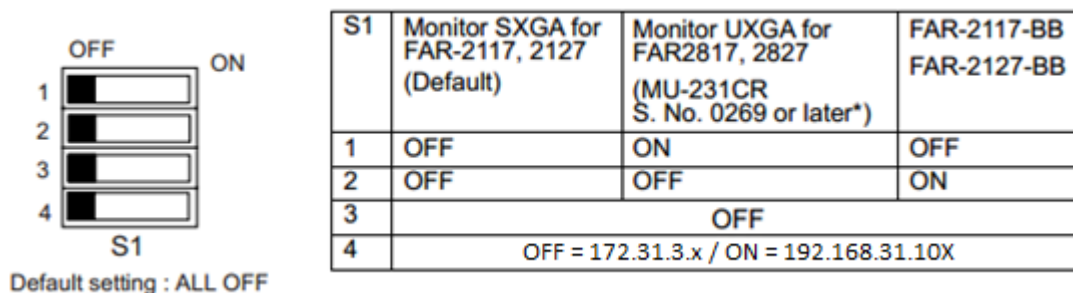 OFF
ON
1
2
3
4
S1
Default setting : ALL OFF
S1 Monitor SXGA for FAR-2117, 2127 (Default) Monitor UXGA for FAR2817, 2827 (MU-231CR S. No. 0269 or later*) FAR-2117-BB FAR-2127-BB
1 OFF ON OFF
2 OFF OFF ON
3 OFF
4 OFF = 172.31.3.x / ON = 192.168.31.10X